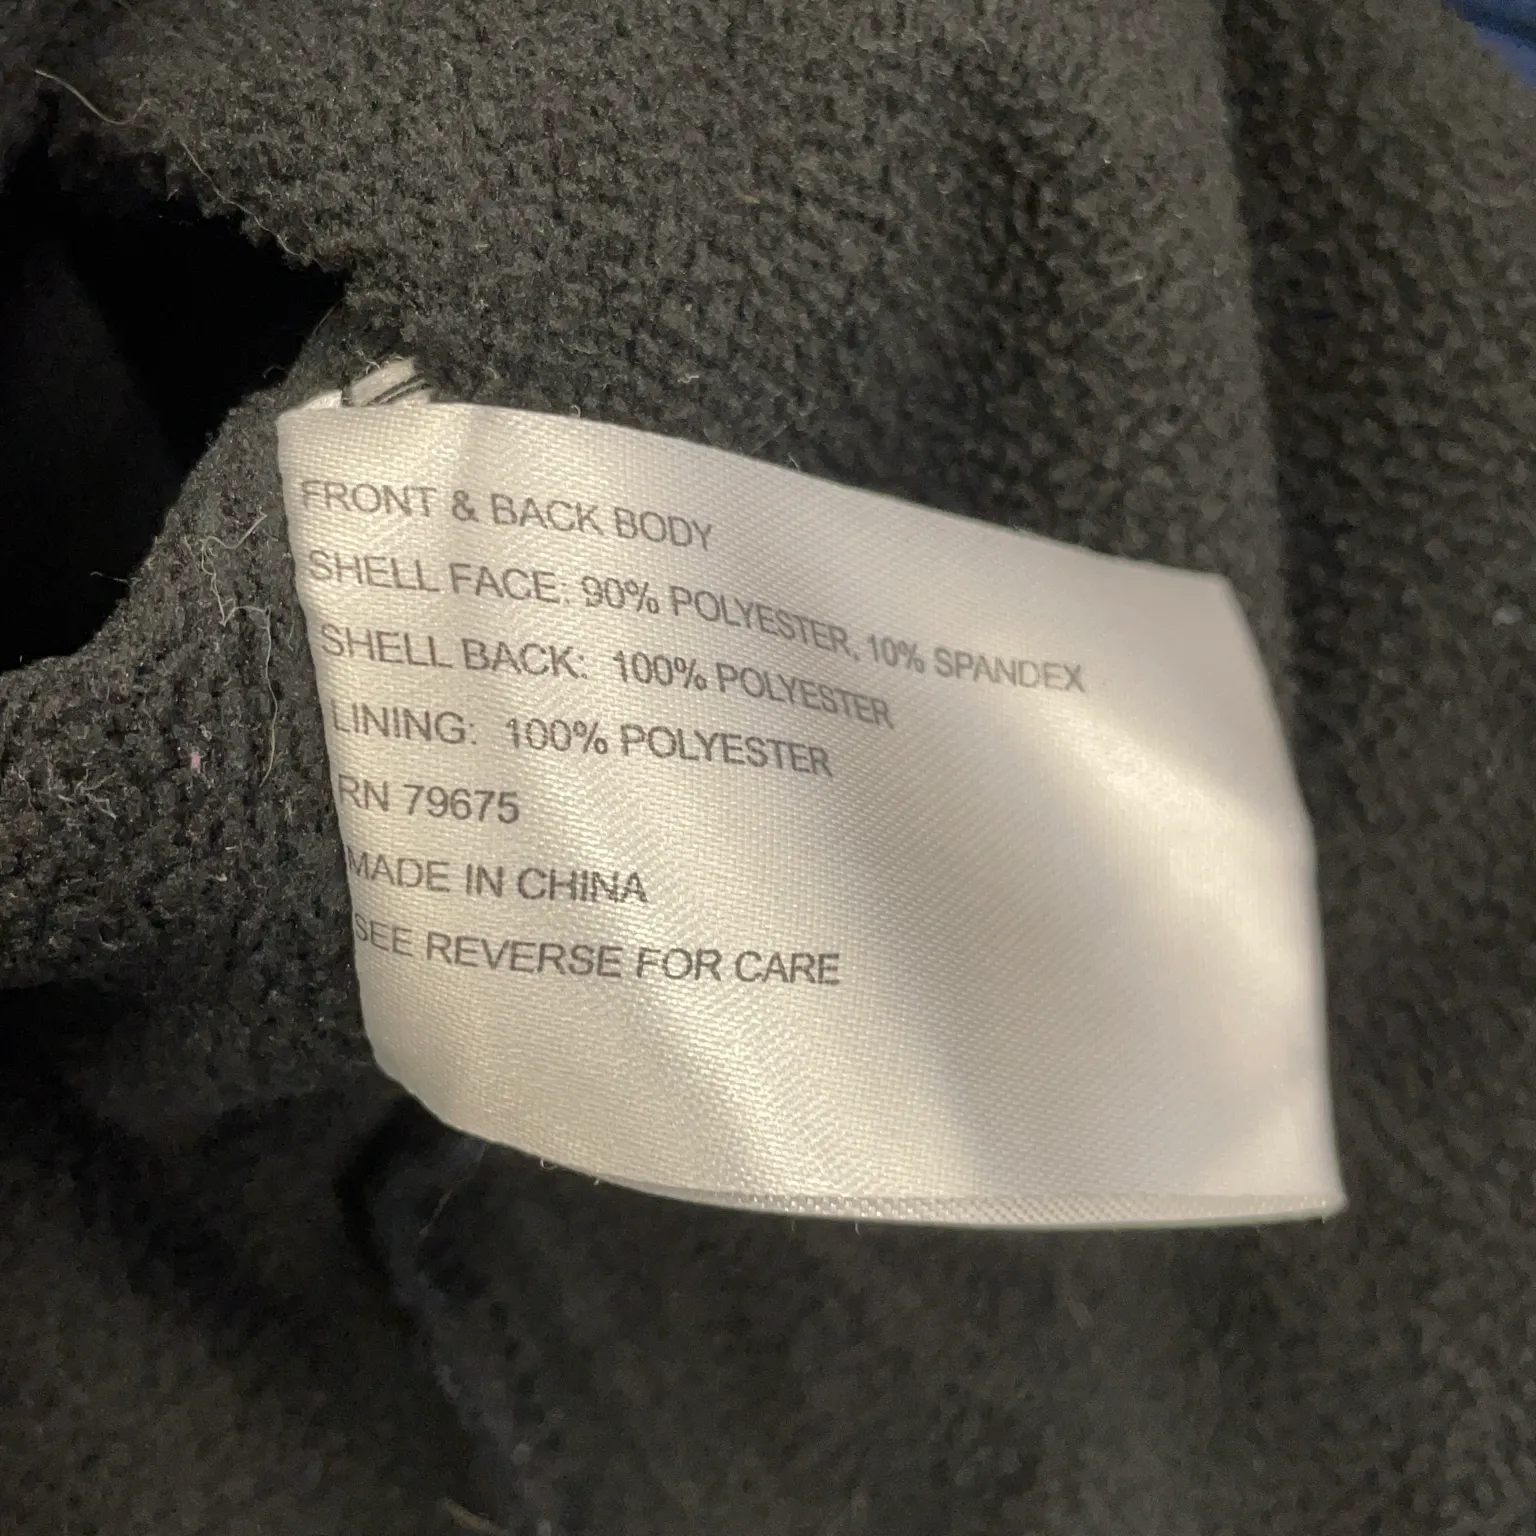 FRONT & BACK BODY
SHELL FACE: 90% POLYESTER, 10% SPANDEX
SHELL BACK: 100% POLYESTER
LINING: 100% POLYESTER
RN 79675
MADE IN CHINA
SEE REVERSE FOR CARE